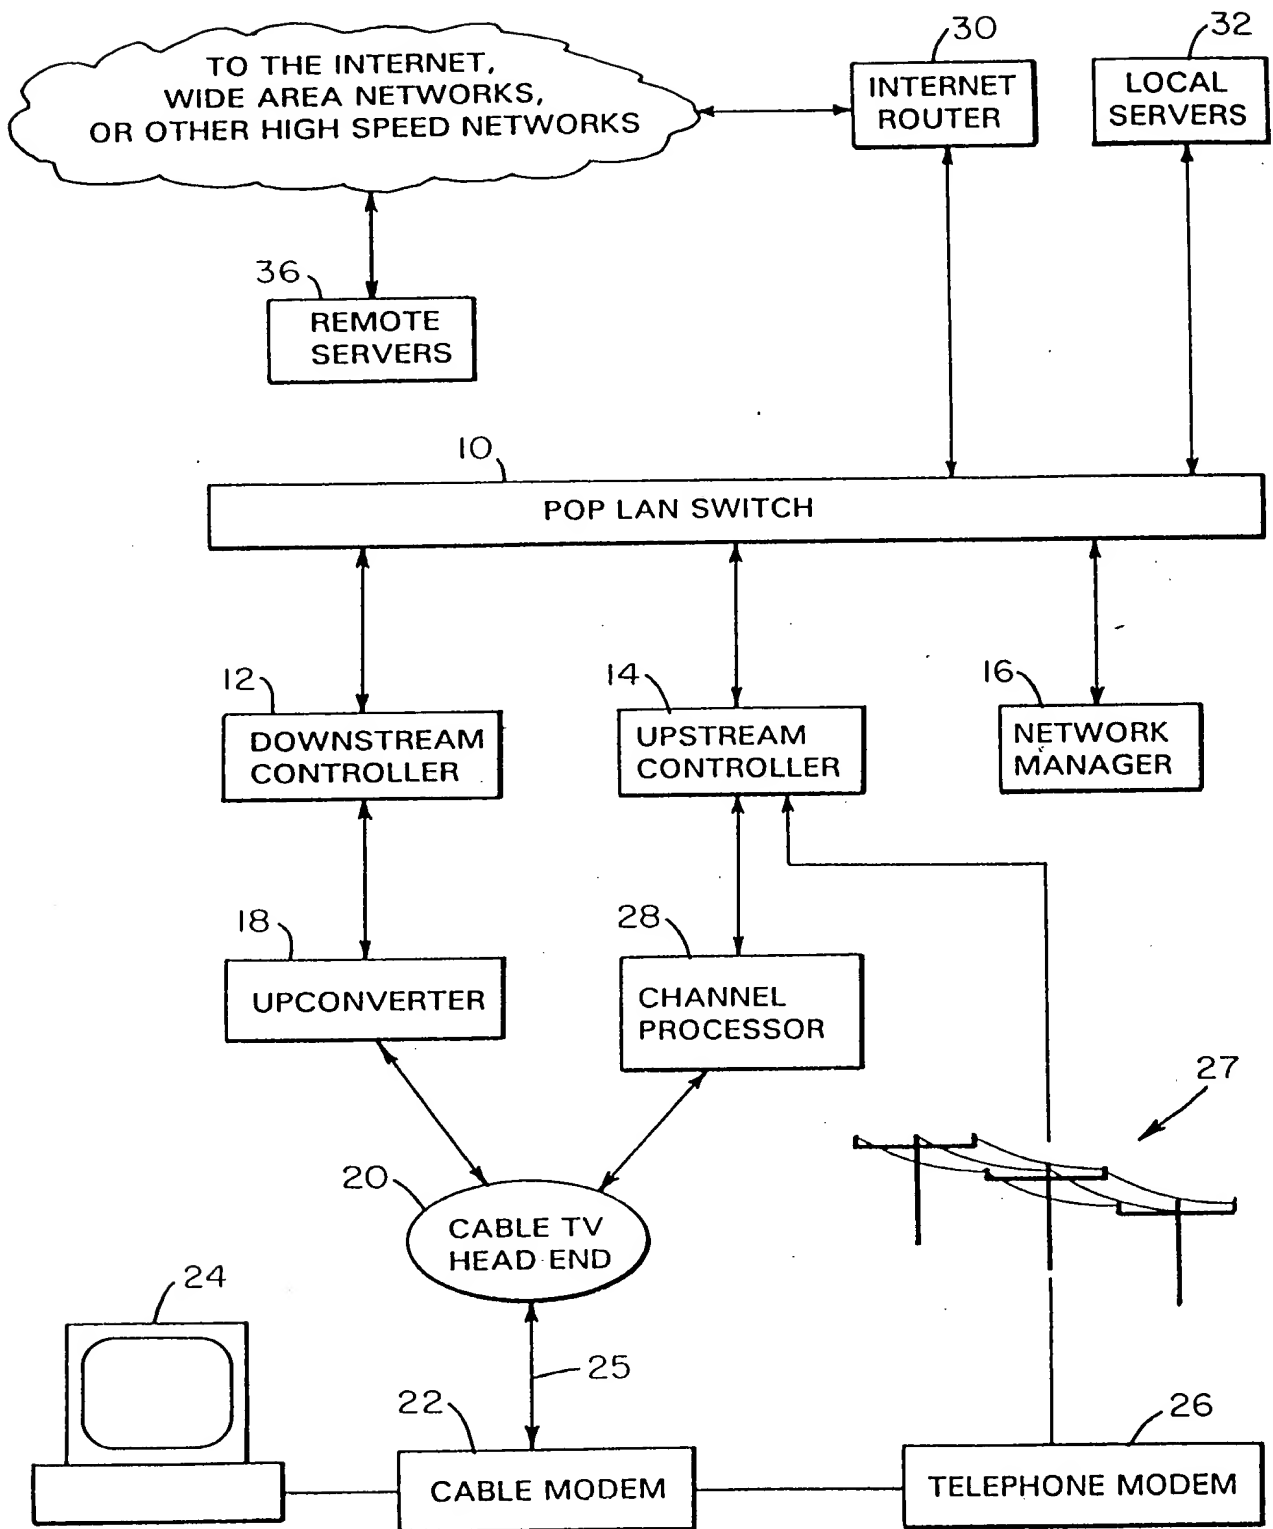 30
32
TO THE INTERNET,
WIDE AREA NETWORKS,
OR OTHER HIGH SPEED NETWORKS
INTERNET
ROUTER
LOCAL
SERVERS
36
REMOTE
SERVERS
10
POP LAN SWITCH
12
14
16
DOWNSTREAM
CONTROLLER
UPSTREAM
CONTROLLER
NETWORK
MANAGER
18
28
UPCONVERTER
CHANNEL
PROCESSOR
27
20
CABLE TV
HEAD END
24
25
22
26
CABLE MODEM
TELEPHONE MODEM